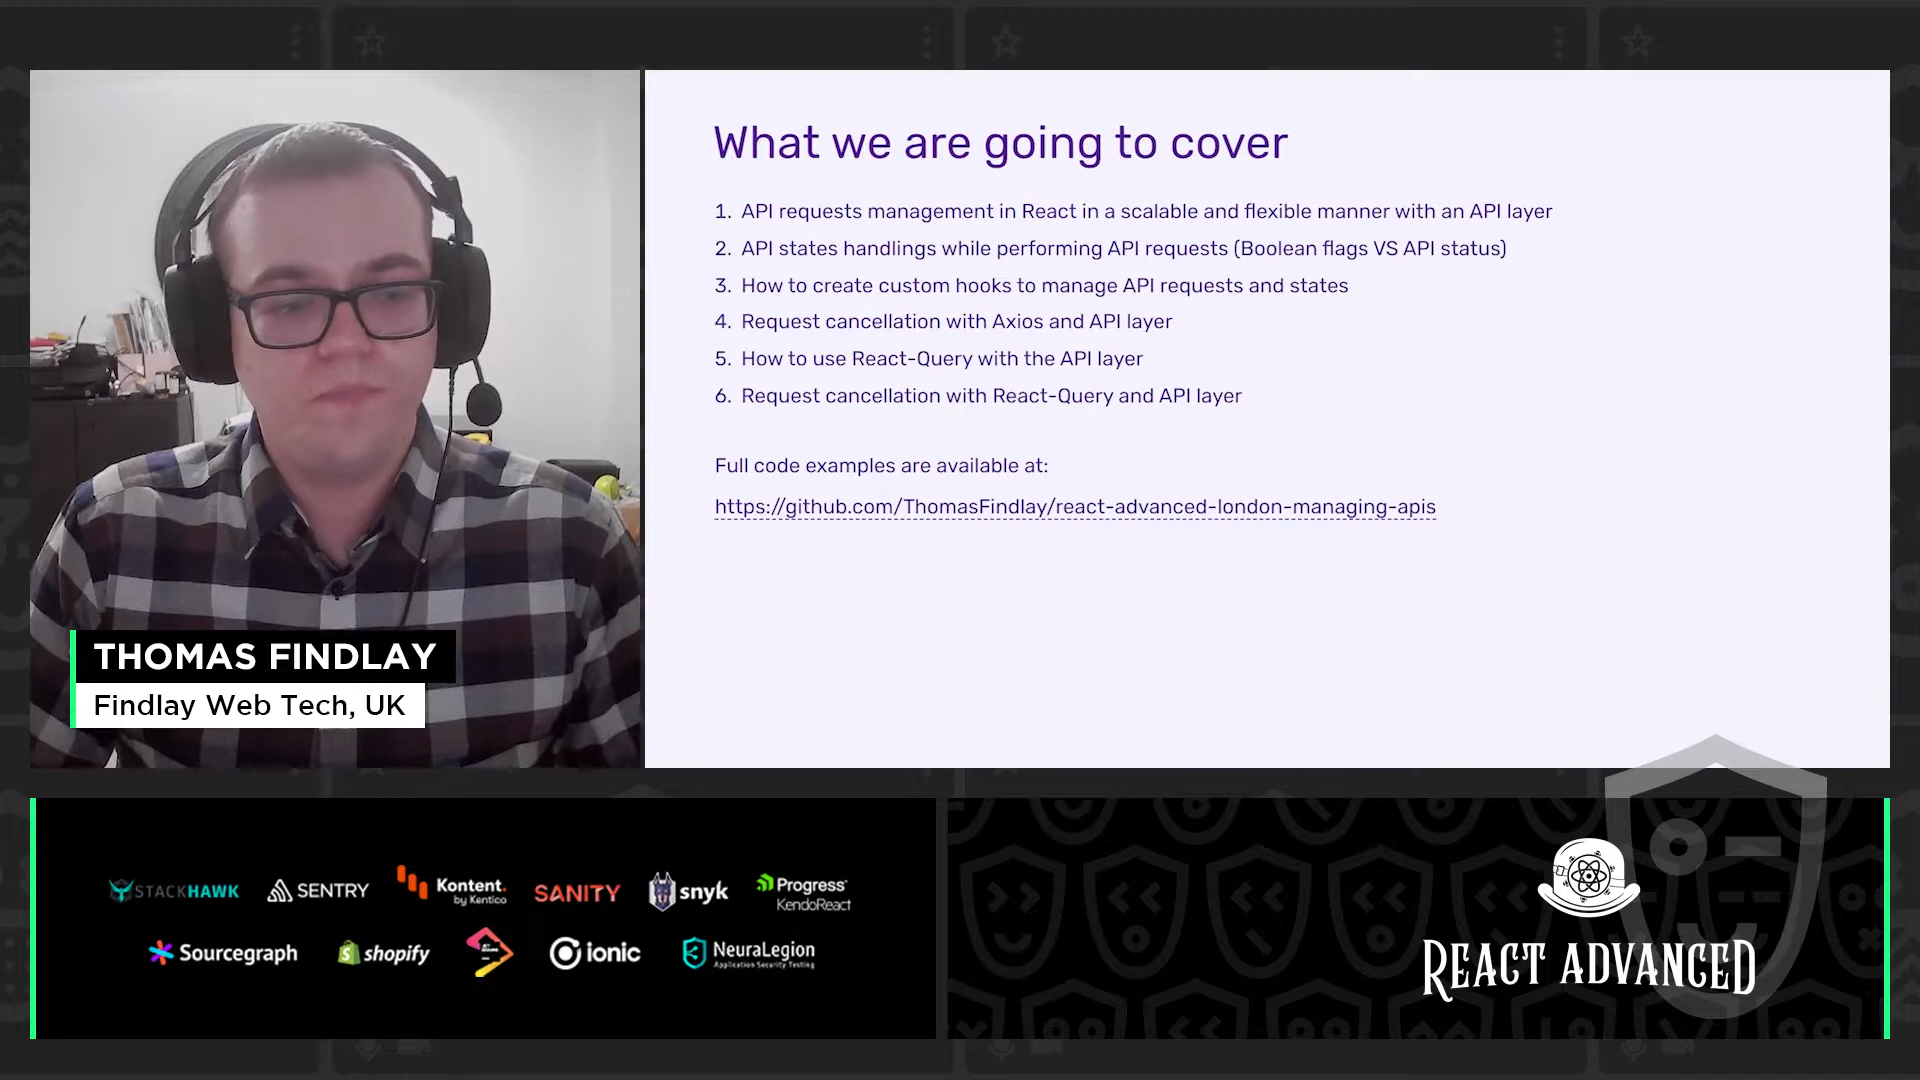 What we are going to cover
1. API requests management in React in a scalable and flexible manner with an API layer
2. API states handlings while performing API requests (Boolean flags VS API status)
3. How to create custom hooks to manage API requests and states
4. Request cancellation with Axios and API layer
5. How to use React-Query with the API layer
6. Request cancellation with React-Query and API layer
Full code examples are available at:
https://github.com/ThomasFindlay/react-advanced-london-managing-apis
THOMAS FINDLAY
Findlay Web Tech, UK
STACKHAWK SENTRY Kontent. by Kentico SANITY snyk Progress KendoReact
Sourcegraph shopify ionic NeuraLegion
Application Security Testing
REACT ADVANCED